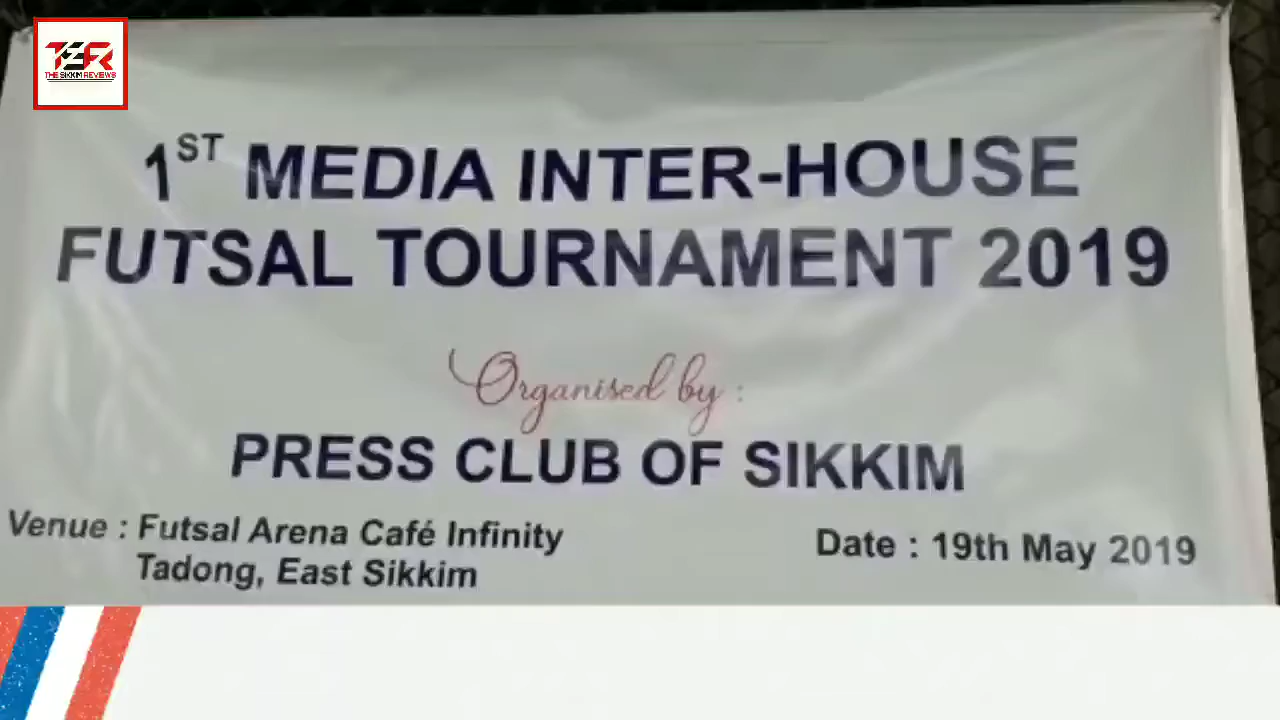 TSR
THE SIKKIM REVIEWS
1ST MEDIA INTER-HOUSE
FUTSAL TOURNAMENT 2019
Organised by :
PRESS CLUB OF SIKKIM
Venue : Futsal Arena Café Infinity
Tadong, East Sikkim
Date : 19th May 2019